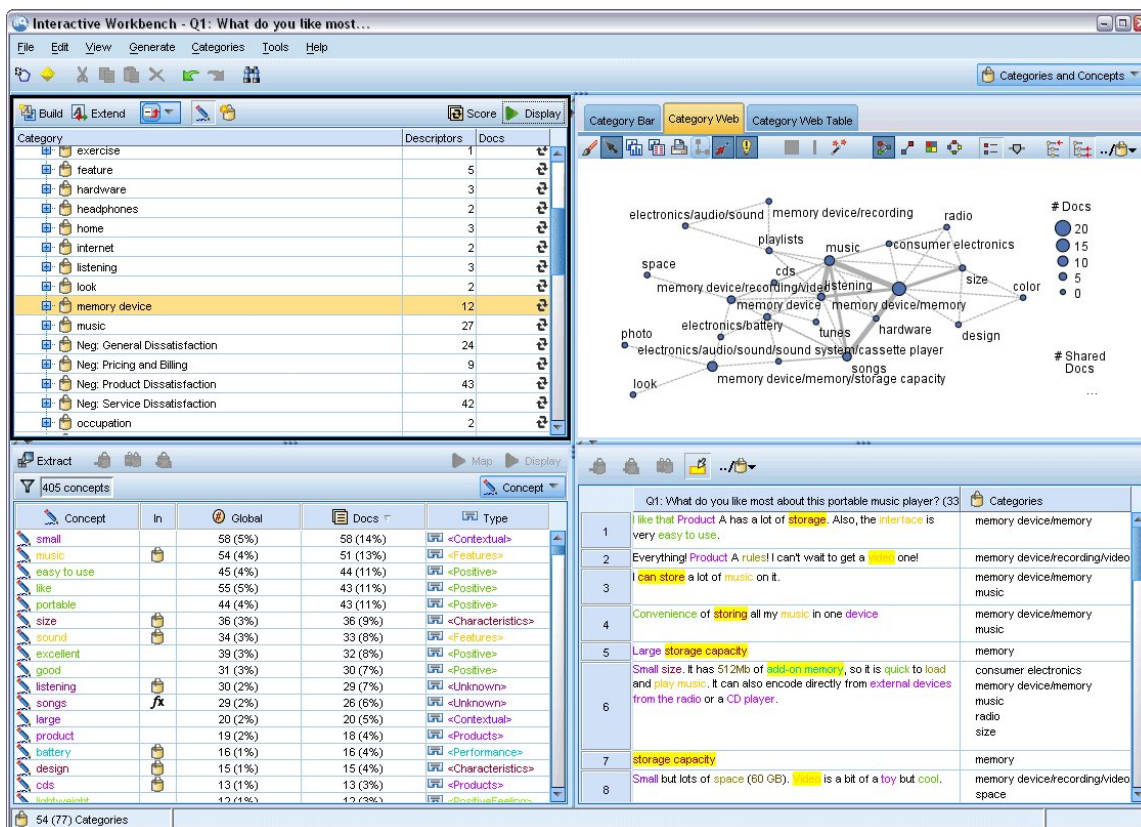 Interactive Workbench - Q1: What do you like most...
File Edit View Generate Categories Tools Help
Categories and Concepts
Build Extend Score Display
Category Descriptors Docs
exercise 1
feature 5
hardware 3
headphones 2
home 3
internet 2
listening 3
look 2
memory device 12
music 27
Neg: General Dissatisfaction 24
Neg: Pricing and Billing 9
Neg: Product Dissatisfaction 43
Neg: Service Dissatisfaction 42
occupation 2
Category Bar Category Web Category Web Table
../
electronics/audio/sound memory device/recording radio
playlists music consumer electronics
space cds size
memory device/recording/video listening color
memory device memory device/memory
photo electronics/battery tunes hardware design
electronics/audio/sound/sound system/cassette player
songs
look memory device/memory/storage capacity
# Docs
20
15
10
5
0
# Shared
Docs
...
Extract Map Display
405 concepts Concept
Concept In Global Docs Type
small 58 (5%) 58 (14%) <Contextual>
music 54 (4%) 51 (13%) <Features>
easy to use 45 (4%) 44 (11%) <Positive>
like 55 (5%) 43 (11%) <Positive>
portable 44 (4%) 43 (11%) <Positive>
size 36 (3%) 36 (9%) <Characteristics>
sound 34 (3%) 33 (8%) <Features>
excellent 39 (3%) 32 (8%) <Positive>
good 31 (3%) 30 (7%) <Positive>
listening 30 (2%) 29 (7%) <Unknown>
songs fx 29 (2%) 26 (6%) <Unknown>
large 20 (2%) 20 (5%) <Contextual>
product 19 (2%) 18 (4%) <Products>
battery 16 (1%) 16 (4%) <Performance>
design 15 (1%) 15 (4%) <Characteristics>
cds 13 (1%) 13 (3%) <Products>
lightweight 12 (1%) 12 (3%) <PositiveFeeling>
../
Q1: What do you like most about this portable music player? (33 Categories
1 I like that Product A has a lot of storage. Also, the interface is memory device/memory
very easy to use.
2 Everything! Product A rules! I can't wait to get a video one! memory device/recording/video
3 I can store a lot of music on it. memory device/memory
music
4 Convenience of storing all my music in one device memory device/memory
music
5 Large storage capacity memory
6 Small size. It has 512Mb of add-on memory, so it is quick to load consumer electronics
and play music. It can also encode directly from external devices memory device/memory
from the radio or a CD player. music
radio
size
7 storage capacity memory
8 Small but lots of space (60 GB). Video is a bit of a toy but cool. memory device/recording/video
space
54 (77) Categories